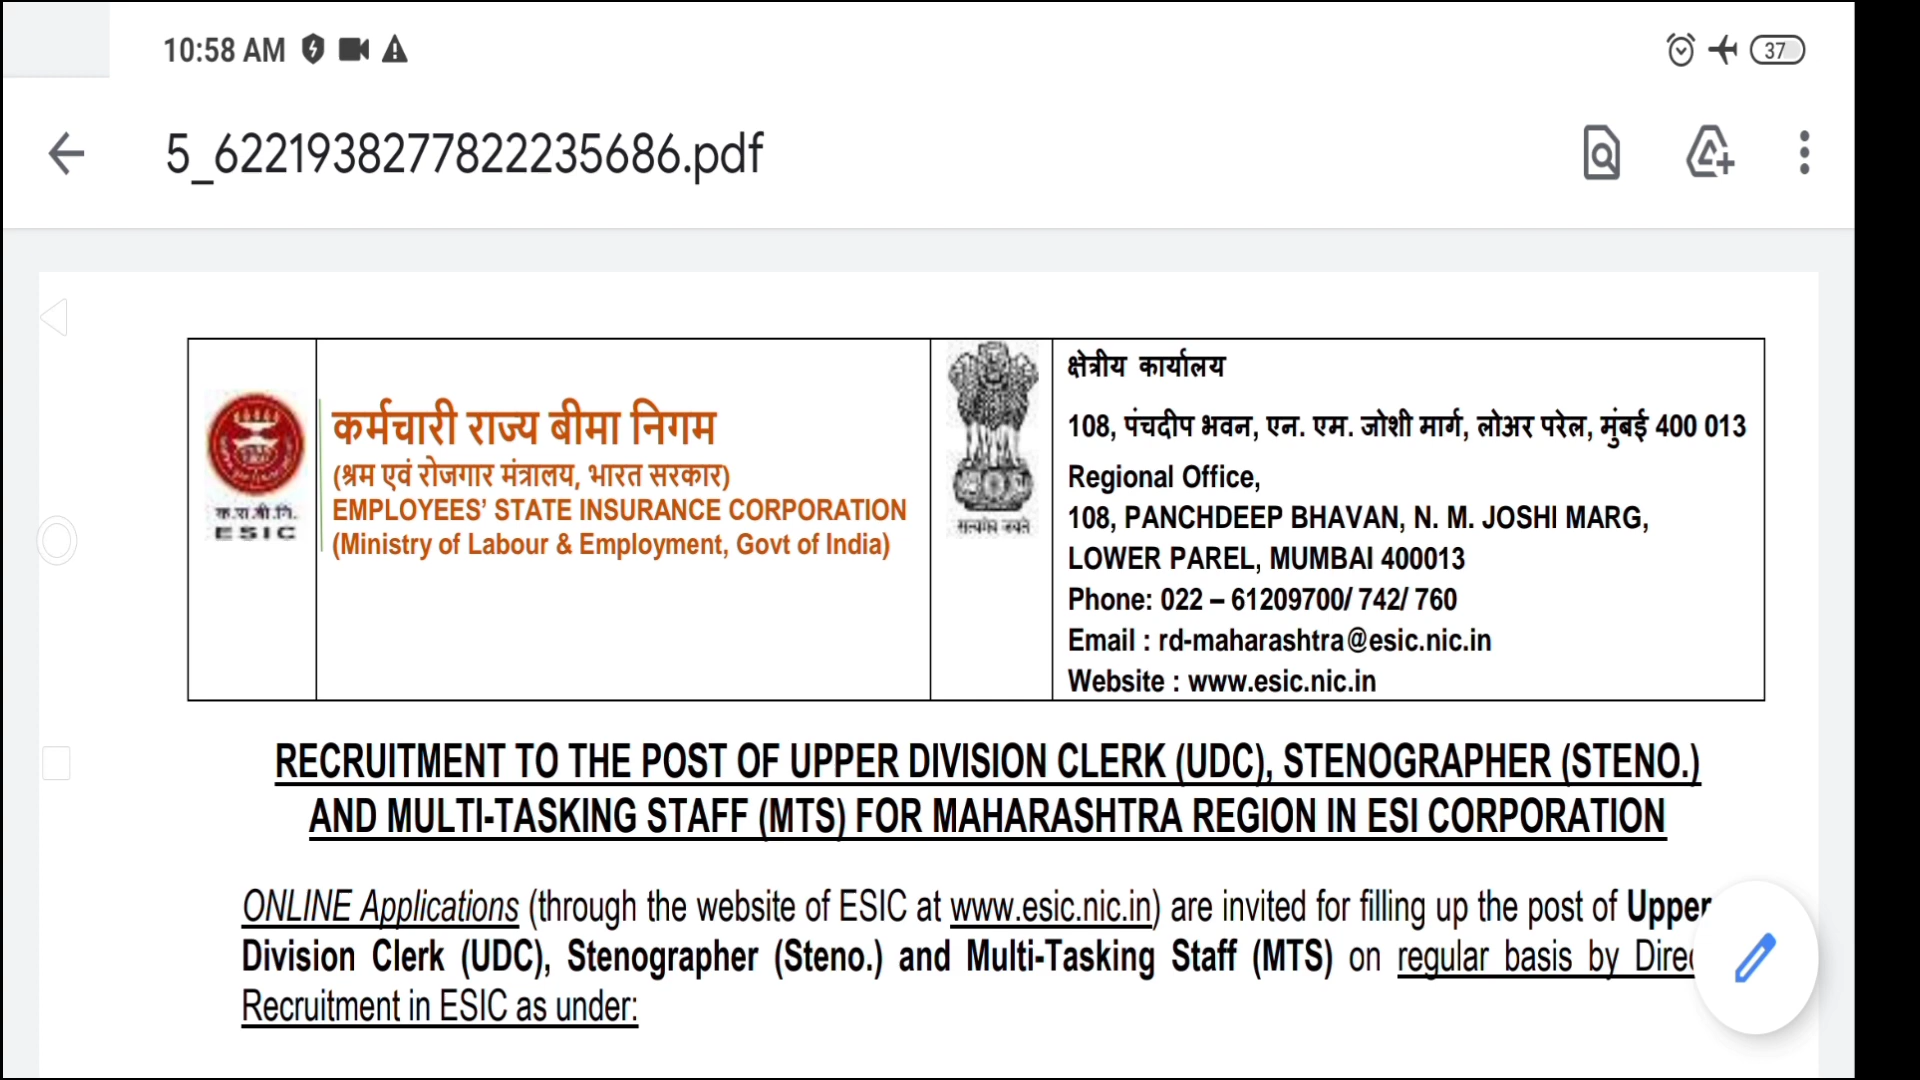 10:58 AM
37
5_6221938277822235686.pdf
क.रा.बी.नि.
ESIC
कर्मचारी राज्य बीमा निगम
(श्रम एवं रोजगार मंत्रालय, भारत सरकार)
EMPLOYEES’ STATE INSURANCE CORPORATION
(Ministry of Labour & Employment, Govt of India)
सत्यमेव जयते
क्षेत्रीय कार्यालय
108, पंचदीप भवन, एन. एम. जोशी मार्ग, लोअर परेल, मुंबई 400 013
Regional Office,
108, PANCHDEEP BHAVAN, N. M. JOSHI MARG,
LOWER PAREL, MUMBAI 400013
Phone: 022 – 61209700/ 742/ 760
Email : rd-maharashtra@esic.nic.in
Website : www.esic.nic.in
RECRUITMENT TO THE POST OF UPPER DIVISION CLERK (UDC), STENOGRAPHER (STENO.)
AND MULTI-TASKING STAFF (MTS) FOR MAHARASHTRA REGION IN ESI CORPORATION
ONLINE Applications (through the website of ESIC at www.esic.nic.in) are invited for filling up the post of Upper
Division Clerk (UDC), Stenographer (Steno.) and Multi-Tasking Staff (MTS) on regular basis by Direc
Recruitment in ESIC as under: